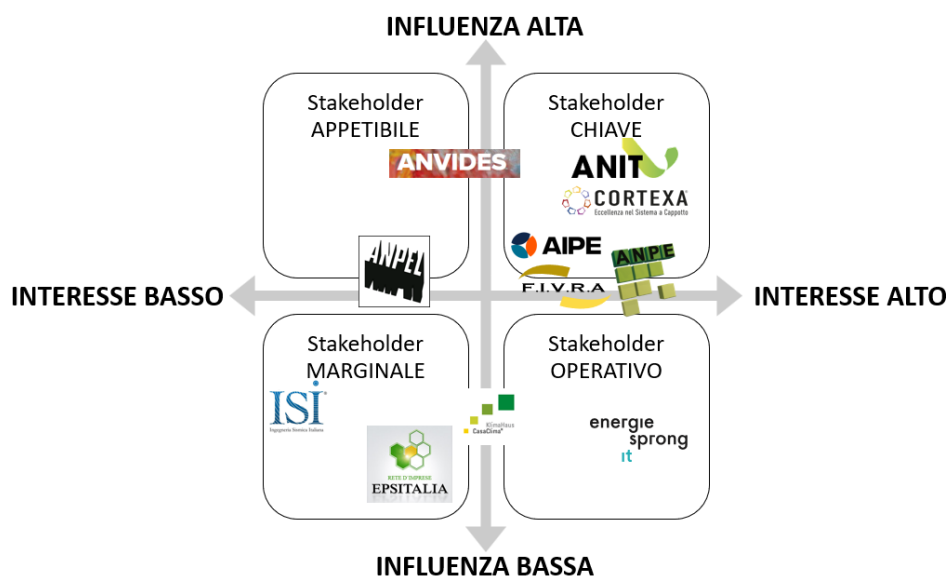 INFLUENZA ALTA
Stakeholder
APPETIBILE
Stakeholder
CHIAVE
ANVIDES
ANIT
CORTEXA
Eccellenza nel Sistema a Cappotto
AIPE
ANPE
ANPEL
F.I.V.R.A
INTERESSE BASSO
INTERESSE ALTO
Stakeholder
MARGINALE
Stakeholder
OPERATIVO
ISI
Ingegneria Sismica Italiana
KlimaHaus
CasaClima
energie
sprong
it
RETE D'IMPRESE
EPSITALIA
INFLUENZA BASSA